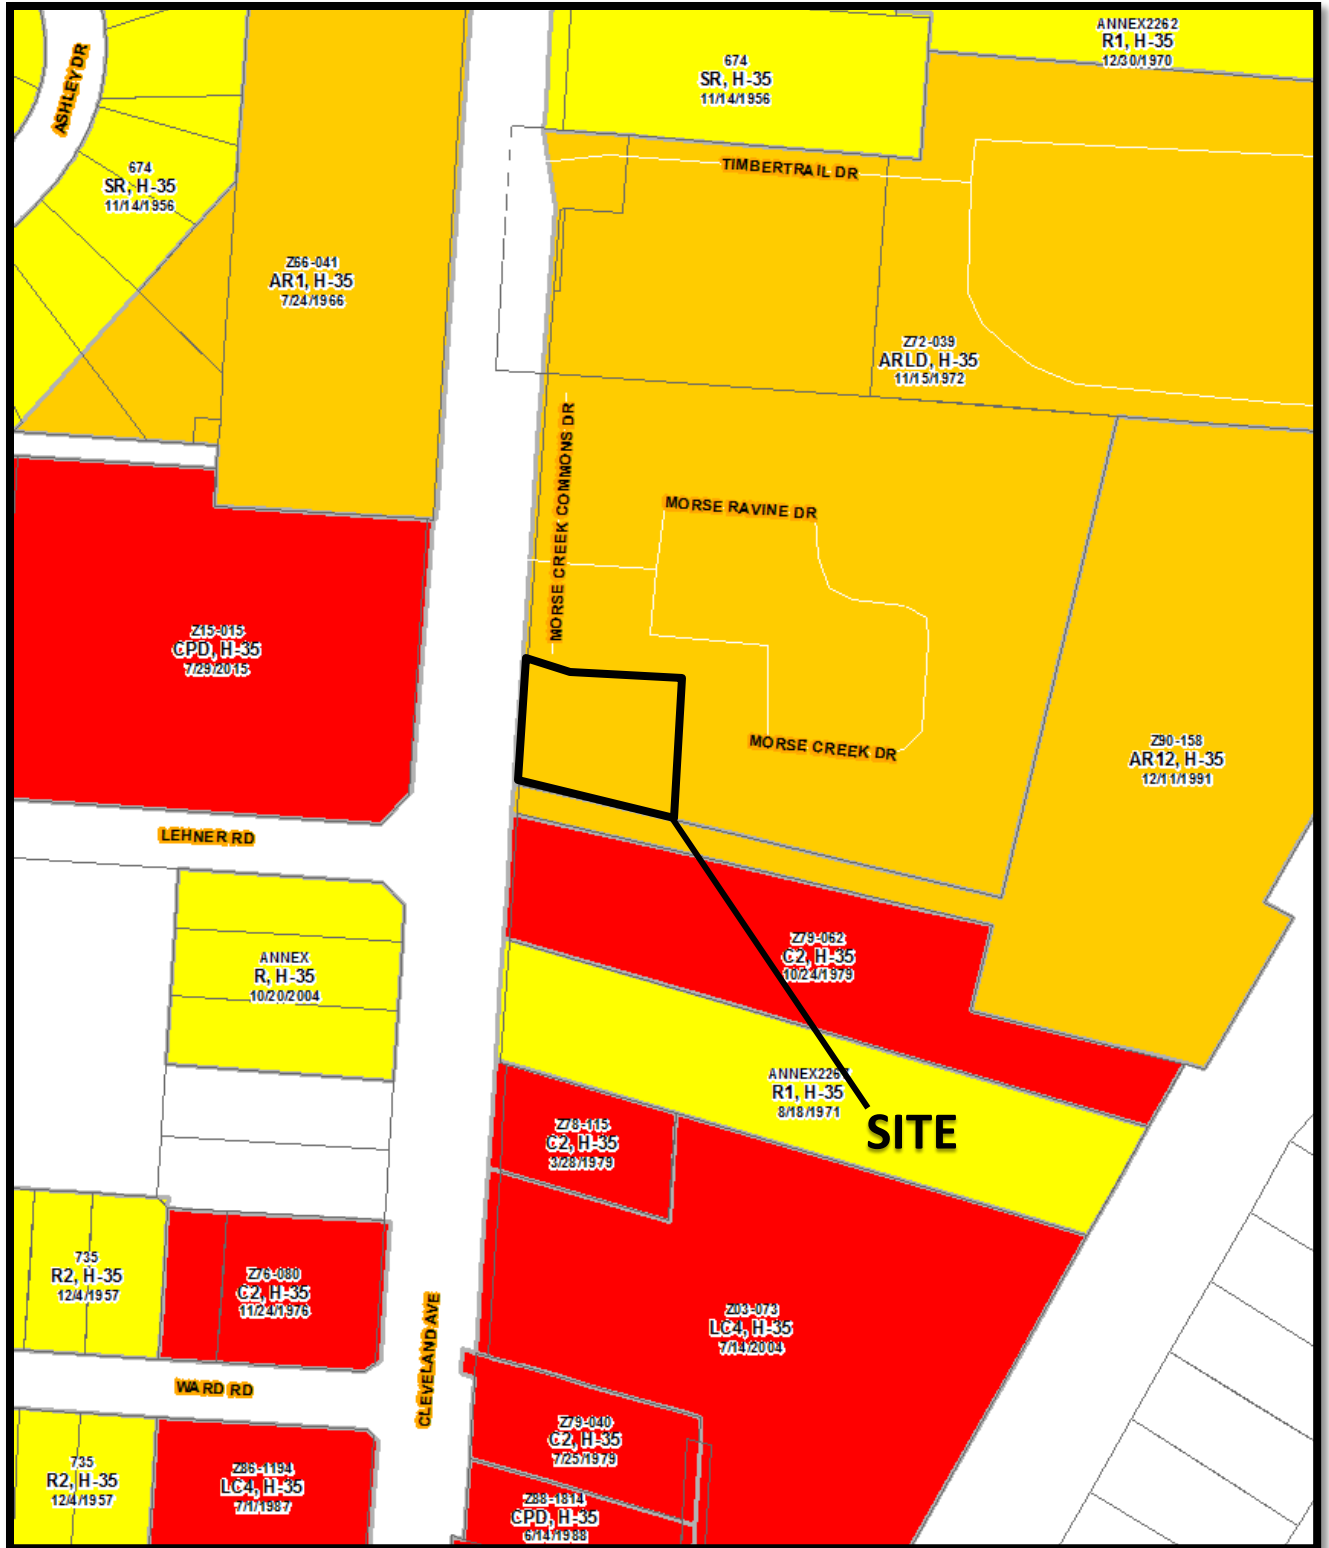 ANNEX2262
R1, H-35
12/30/1970
674
SR, H-35
11/14/1956
ASHLEY DR
674
SR, H-35
11/14/1956
TIMBERTRAIL DR
Z66-041
AR1, H-35
7/24/1966
Z72-039
ARLD, H-35
11/15/1972
MORSE CREEK COMMONS DR
MORSE RAVINE DR
Z15-015
CPD, H-35
7/29/2015
MORSE CREEK DR
Z90-158
AR12, H-35
12/11/1991
LEHNER RD
Z79-062
C2, H-35
10/24/1979
ANNEX
R, H-35
10/20/2004
R1, H-35
8/18/1971
SITE
Z78-115
C2, H-35
3/28/1979
735
R2, H-35
12/4/1957
Z76-080
C2, H-35
11/24/1976
Z03-073
LC4, H-35
7/14/2004
CLEVELAND AVE
WARD RD
Z79-040
C2, H-35
7/25/1979
735
R2, H-35
12/4/1957
Z86-1194
LC4, H-35
7/1/1987
Z88-1814
CPD, H-35
6/14/1988